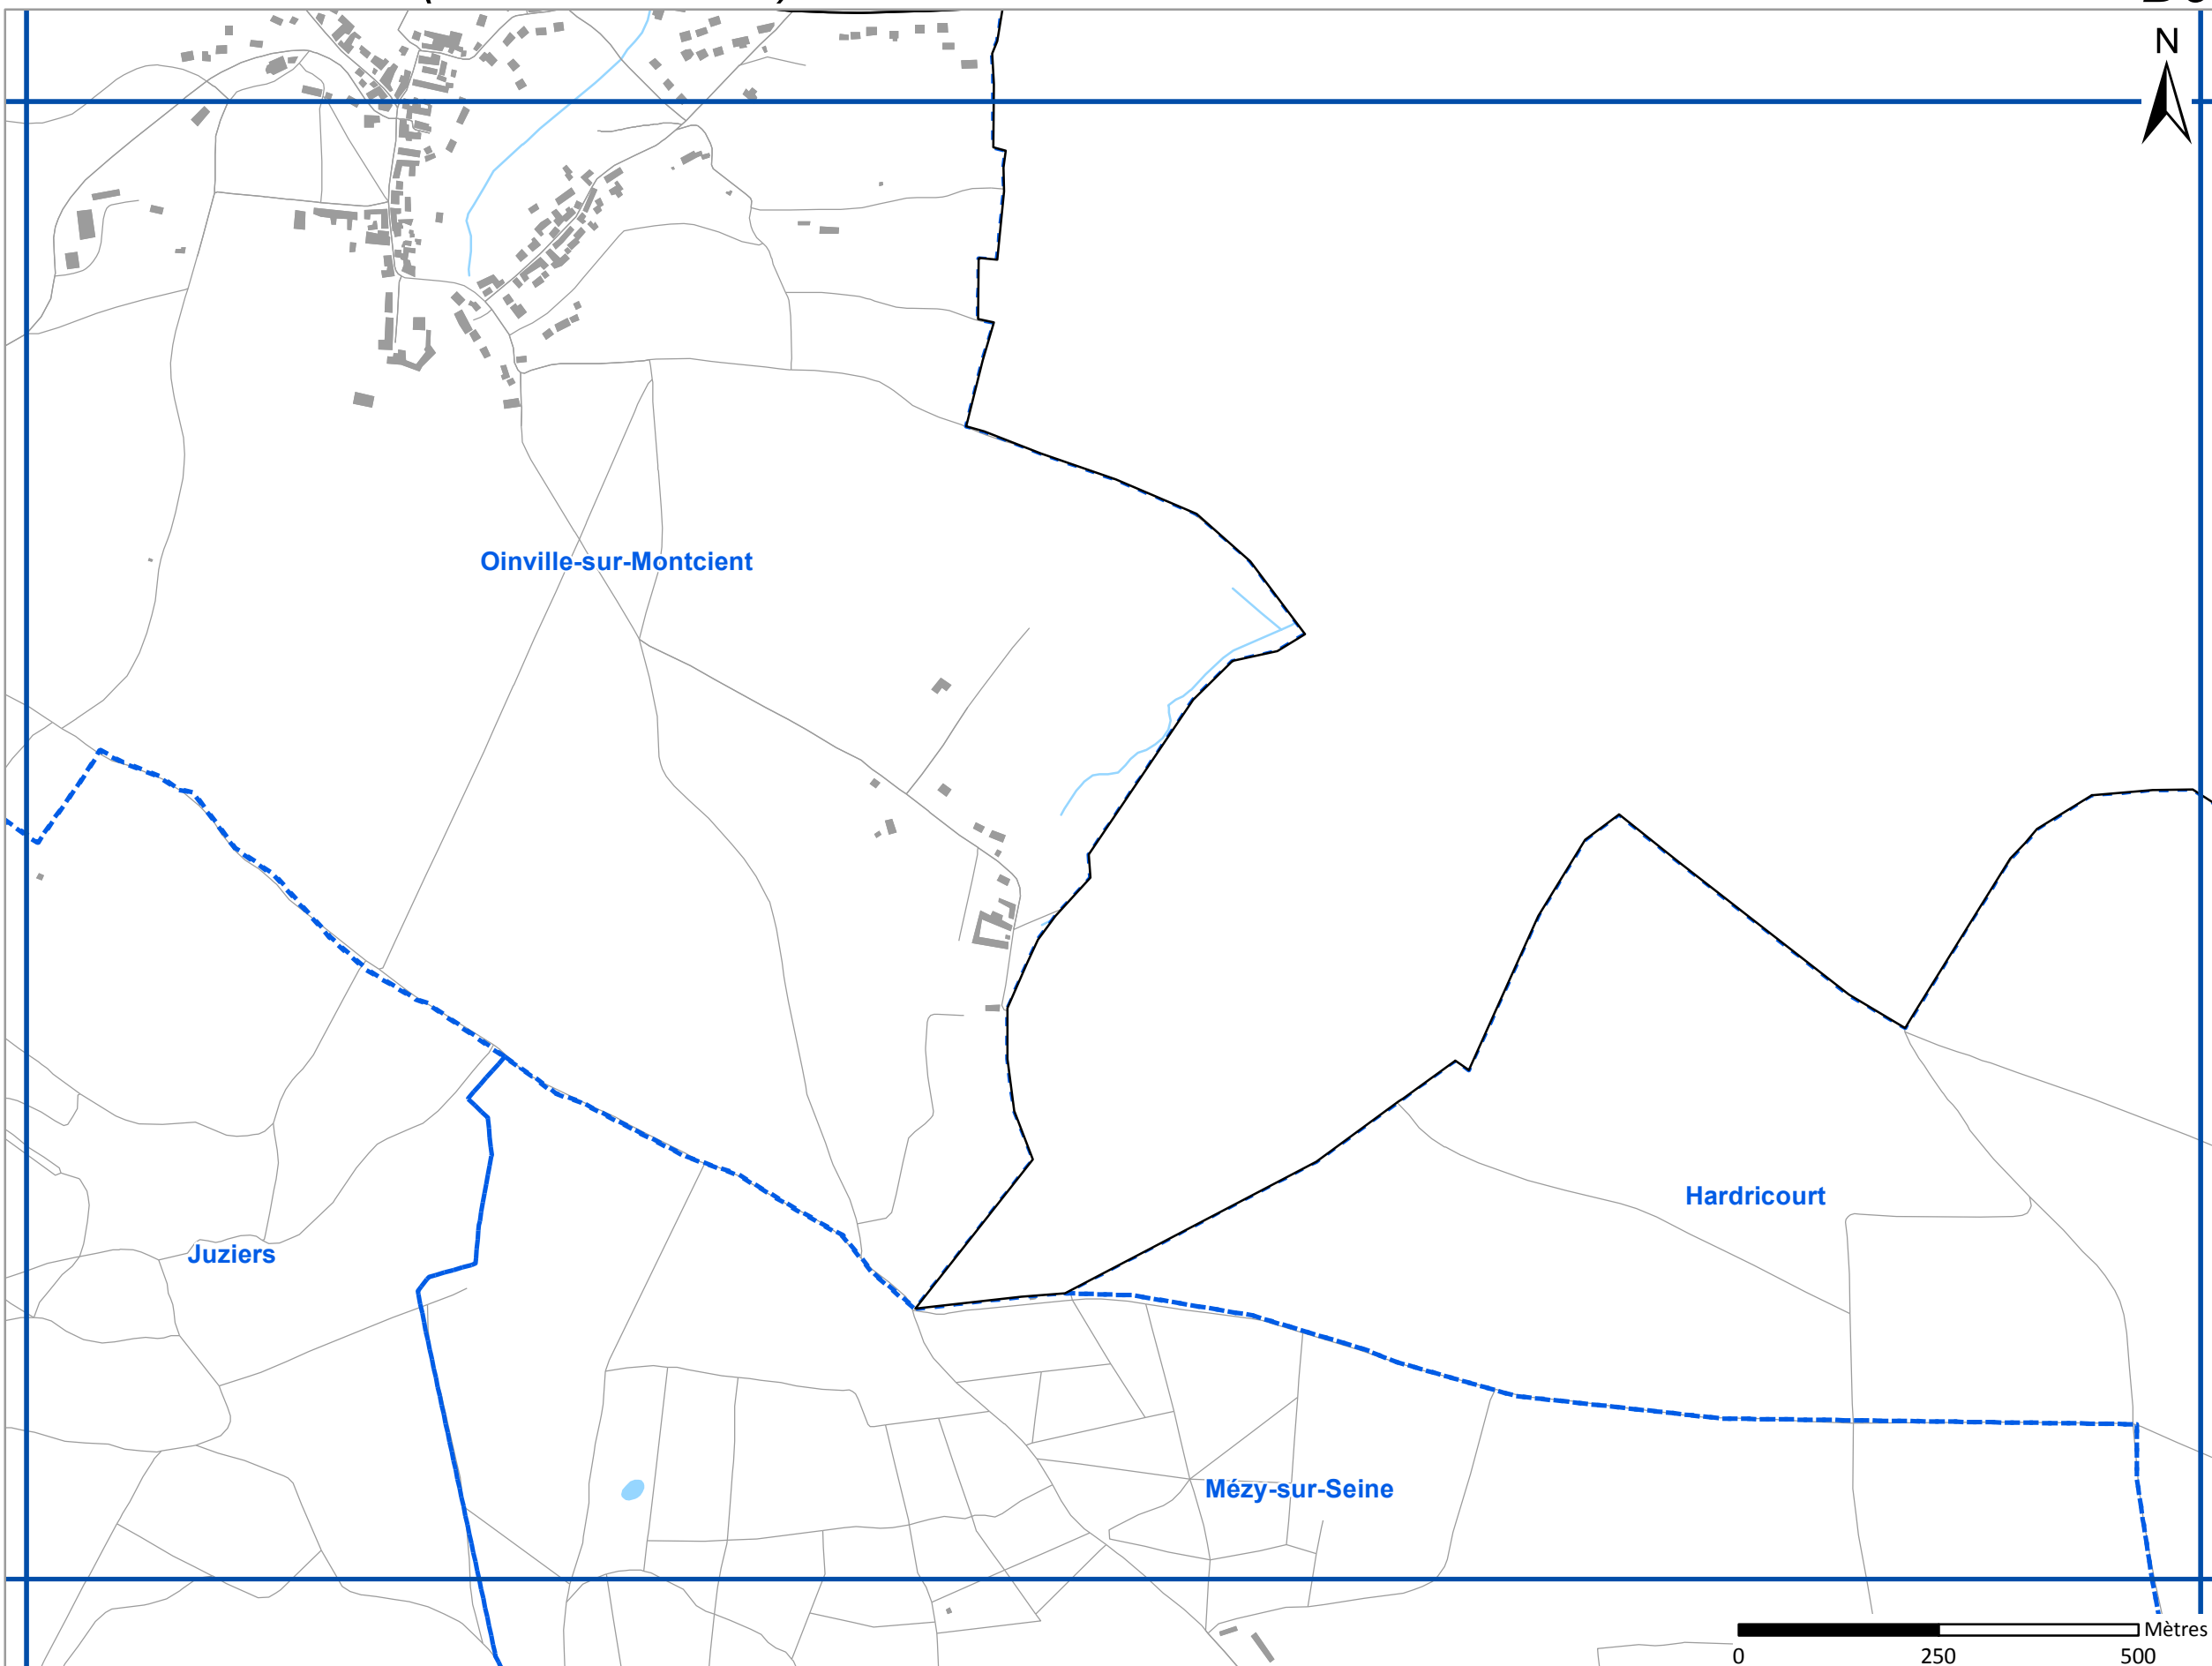 N
Oinville-sur-Montcient
Hardricourt
Juziers
Mézy-sur-Seine
Mètres
0 250 500